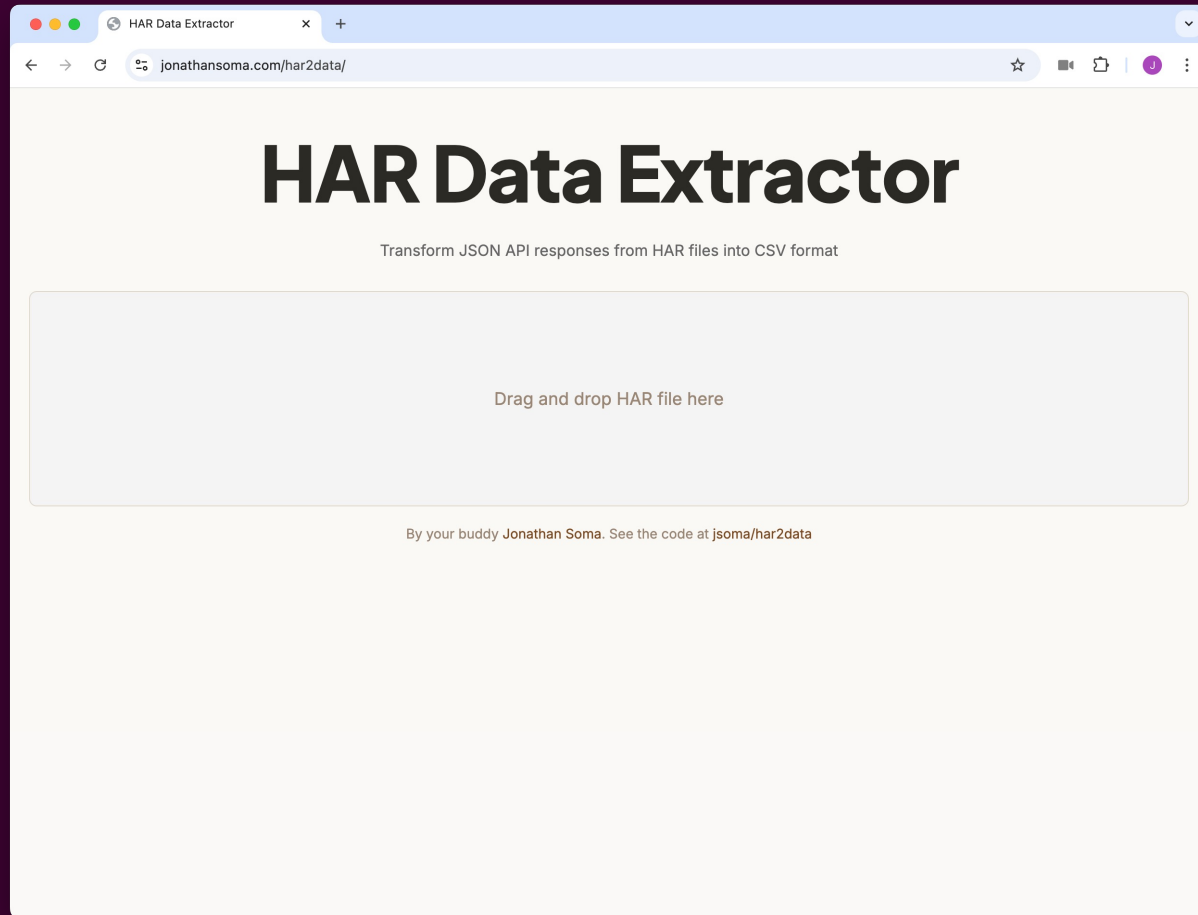 HAR Data Extractor
jonathansoma.com/har2data/
J
HAR Data Extractor
Transform JSON API responses from HAR files into CSV format
Drag and drop HAR file here
By your buddy Jonathan Soma. See the code at jsoma/har2data